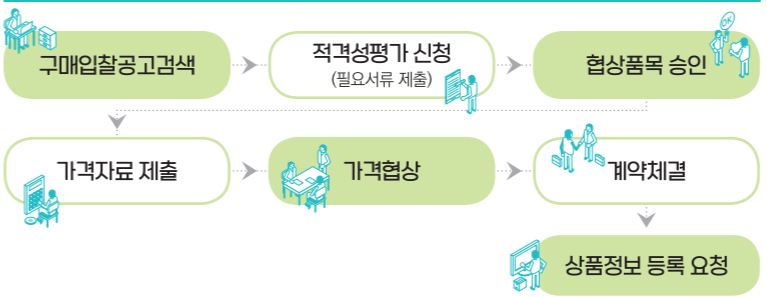 구매입찰공고검색
적격성평가 신청
(필요서류 제출)
협상품목 승인
가격자료 제출
가격협상
계약체결
상품정보 등록 요청